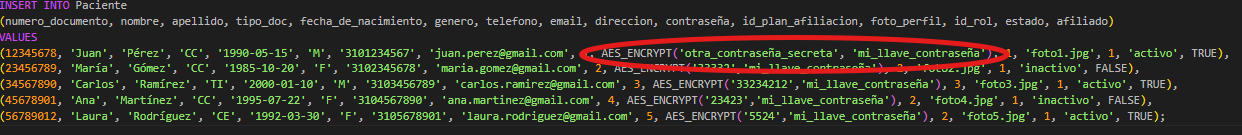 INSERT INTO Paciente
(numero_documento, nombre, apellido, tipo_doc, fecha_de_nacimiento, genero, telefono, email, direccion, contraseña, id_plan_afiliacion, foto_perfil, id_rol, estado, afiliado)
VALUES
(12345678, 'Juan', 'Pérez', 'CC', '1990-05-15', 'M', '3101234567', 'juan.perez@gmail.com', , AES_ENCRYPT('otra_contraseña_secreta', 'mi_llave_contraseña'), 1, 'foto1.jpg', 1, 'activo', TRUE),
(23456789, 'María', 'Gómez', 'CC', '1985-10-20', 'F', '3102345678', 'maria.gomez@gmail.com', 2, AES_ENCRYPT('33232','mi_llave_contraseña'), 2, 'foto2.jpg', 1, 'inactivo', FALSE),
(34567890, 'Carlos', 'Ramírez', 'TI', '2000-01-10', 'M', '3103456789', 'carlos.ramirez@gmail.com', 3, AES_ENCRYPT('33234212','mi_llave_contraseña'), 3, 'foto3.jpg', 1, 'activo', TRUE),
(45678901, 'Ana', 'Martínez', 'CC', '1995-07-22', 'F', '3104567890', 'ana.martinez@gmail.com', 4, AES_ENCRYPT('23423','mi_llave_contraseña'), 2, 'foto4.jpg', 1, 'inactivo', FALSE),
(56789012, 'Laura', 'Rodríguez', 'CE', '1992-03-30', 'F', '3105678901', 'laura.rodriguez@gmail.com', 5, AES_ENCRYPT('5524','mi_llave_contraseña'), 2, 'foto5.jpg', 1, 'activo', TRUE);